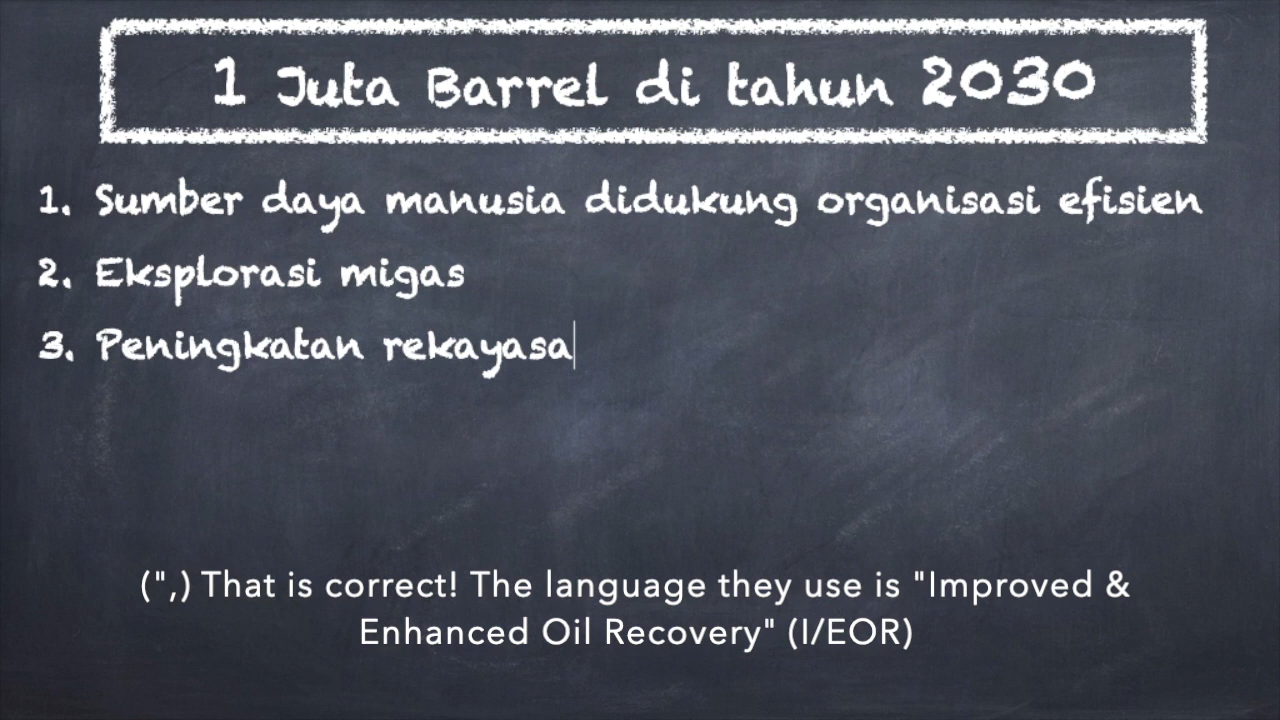 1 Juta Barrel di tahun 2030
1. Sumber daya manusia didukung organisasi efisien
2. Eksplorasi migas
3. Peningkatan rekayasa
(",) That is correct! The language they use is "Improved &
Enhanced Oil Recovery" (I/EOR)